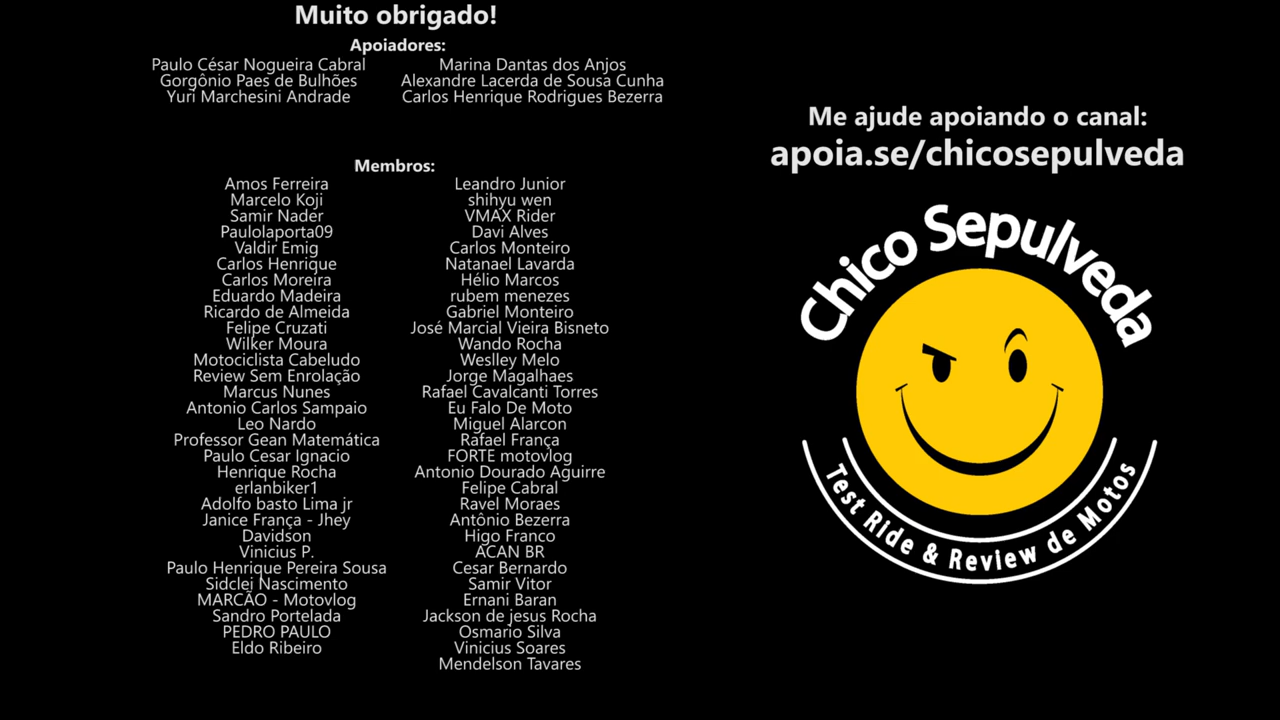 Muito obrigado!
Apoiadores:
Paulo César Nogueira Cabral
Gorgônio Paes de Bulhões
Yuri Marchesini Andrade
Marina Dantas dos Anjos
Alexandre Lacerda de Sousa Cunha
Carlos Henrique Rodrigues Bezerra
Membros:
Amos Ferreira
Marcelo Koji
Samir Nader
Paulolaporta09
Valdir Emig
Carlos Henrique
Carlos Moreira
Eduardo Madeira
Ricardo de Almeida
Felipe Cruzati
Wilker Moura
Motociclista Cabeludo
Review Sem Enrolação
Marcus Nunes
Antonio Carlos Sampaio
Leo Nardo
Professor Gean Matemática
Paulo Cesar Ignacio
Henrique Rocha
erlanbiker1
Adolfo basto Lima jr
Janice França - Jhey
Davidson
Vinicius P.
Paulo Henrique Pereira Sousa
Sidclei Nascimento
MARCÃO - Motovlog
Sandro Portelada
PEDRO PAULO
Eldo Ribeiro
Leandro Junior
shihyu wen
VMAX Rider
Davi Alves
Carlos Monteiro
Natanael Lavarda
Hélio Marcos
rubem menezes
Gabriel Monteiro
José Marcial Vieira Bisneto
Wando Rocha
Weslley Melo
Jorge Magalhaes
Rafael Cavalcanti Torres
Eu Falo De Moto
Miguel Alarcon
Rafael França
FORTE motovlog
Antonio Dourado Aguirre
Felipe Cabral
Ravel Moraes
Antônio Bezerra
Higo Franco
ACAN BR
Cesar Bernardo
Samir Vitor
Ernani Baran
Jackson de jesus Rocha
Osmario Silva
Vinicius Soares
Mendelson Tavares
Me ajude apoiando o canal:
apoia.se/chicosepulveda
Chico Sepulveda
Test Ride & Review de Motos